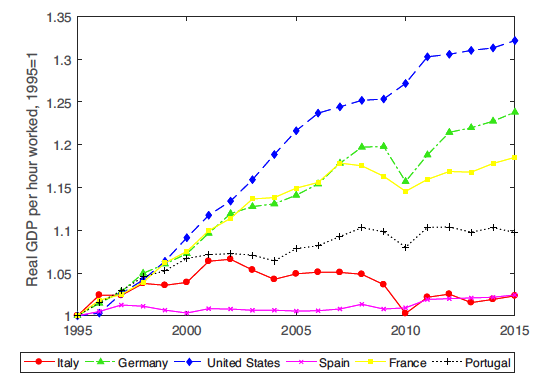 1.35
1.3
1.25
1.2
1.15
1.1
1.05
1
Real GDP per hour worked, 1995=1
1995 2000 2005 2010 2015
Italy Germany United States Spain France Portugal